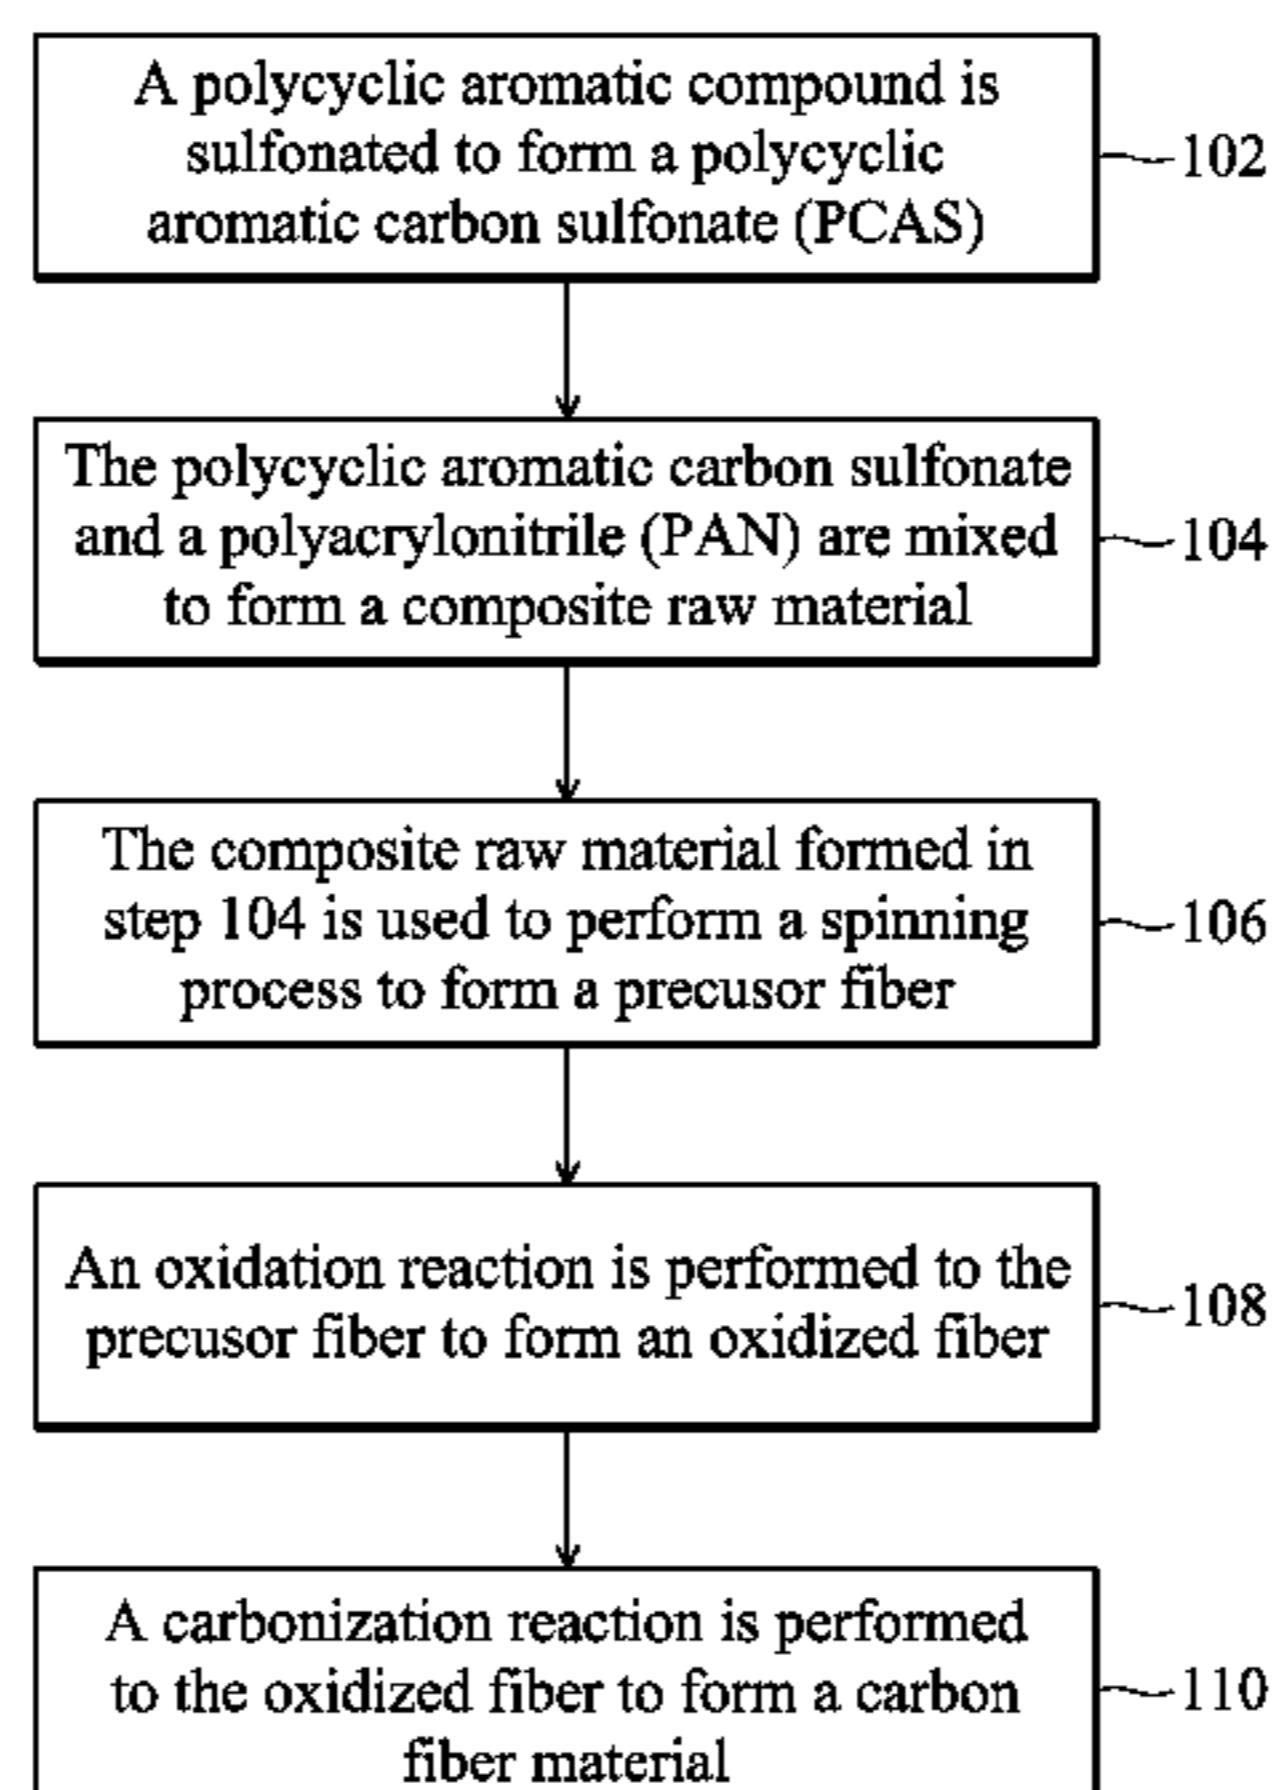 A polycyclic aromatic compound is
sulfonated to form a polycyclic
aromatic carbon sulfonate (PCAS)
102
The polycyclic aromatic carbon sulfonate
and a polyacrylonitrile (PAN) are mixed
to form a composite raw material
104
The composite raw material formed in
step 104 is used to perform a spinning
process to form a precusor fiber
106
An oxidation reaction is performed to the
precusor fiber to form an oxidized fiber
108
A carbonization reaction is performed
to the oxidized fiber to form a carbon
fiber material
110